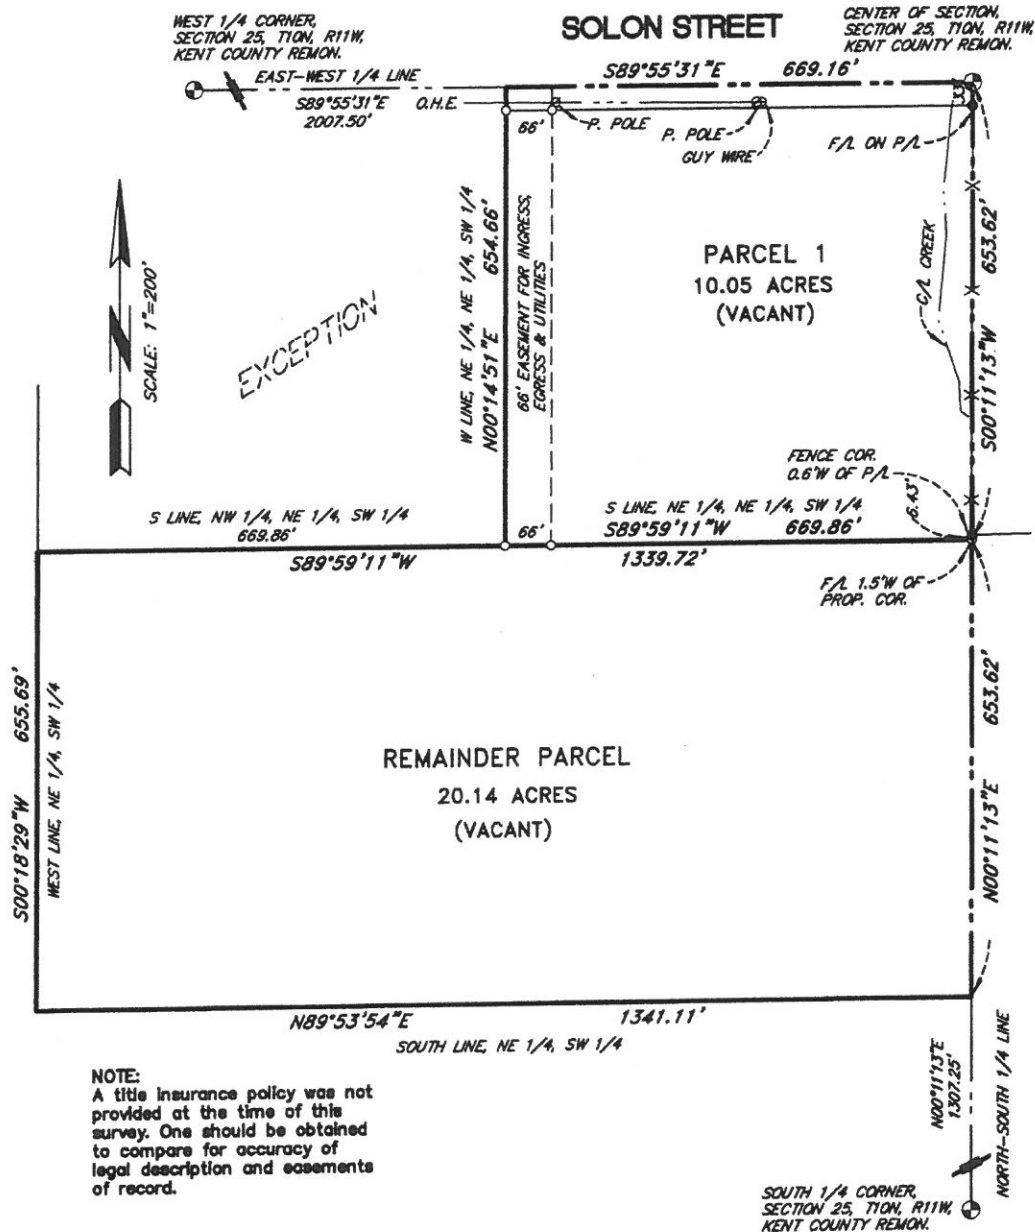 WEST 1/4 CORNER,
SECTION 25, T10N, R11W,
KENT COUNTY REMON.
SOLON STREET
CENTER OF SECTION,
SECTION 25, T10N, R11W,
KENT COUNTY REMON.
EAST-WEST 1/4 LINE
S89°55'31"E 669.16'
S89°55'31"E
2007.50'
O.H.E.
33'
66'
P. POLE
P. POLE
GUY WIRE
F/L ON P/L
SCALE: 1"=200'
N
EXCEPTION
W LINE, NE 1/4, NE 1/4, SW 1/4
N00°14'51"E 654.66'
66' EASEMENT FOR INGRESS,
EGRESS & UTILITIES
PARCEL 1
10.05 ACRES
(VACANT)
C/L CREEK
653.62'
S00°11'13"W
FENCE COR.
0.6'W OF P/L
6.43'
S LINE, NW 1/4, NE 1/4, SW 1/4
669.86'
S LINE, NE 1/4, NE 1/4, SW 1/4
66'
S89°59'11"W 669.86'
S89°59'11"W 1339.72'
F/L 1.5'W OF
PROP. COR.
S00°18'29"W 655.69'
WEST LINE, NE 1/4, SW 1/4
REMAINDER PARCEL
20.14 ACRES
(VACANT)
653.62'
N00°11'13"E
N89°53'54"E 1341.11'
SOUTH LINE, NE 1/4, SW 1/4
NOTE:
A title insurance policy was not
provided at the time of this
survey. One should be obtained
to compare for accuracy of
legal description and easements
of record.
N00°11'13"E
1307.25'
NORTH-SOUTH 1/4 LINE
SOUTH 1/4 CORNER,
SECTION 25, T10N, R11W,
KENT COUNTY REMON.